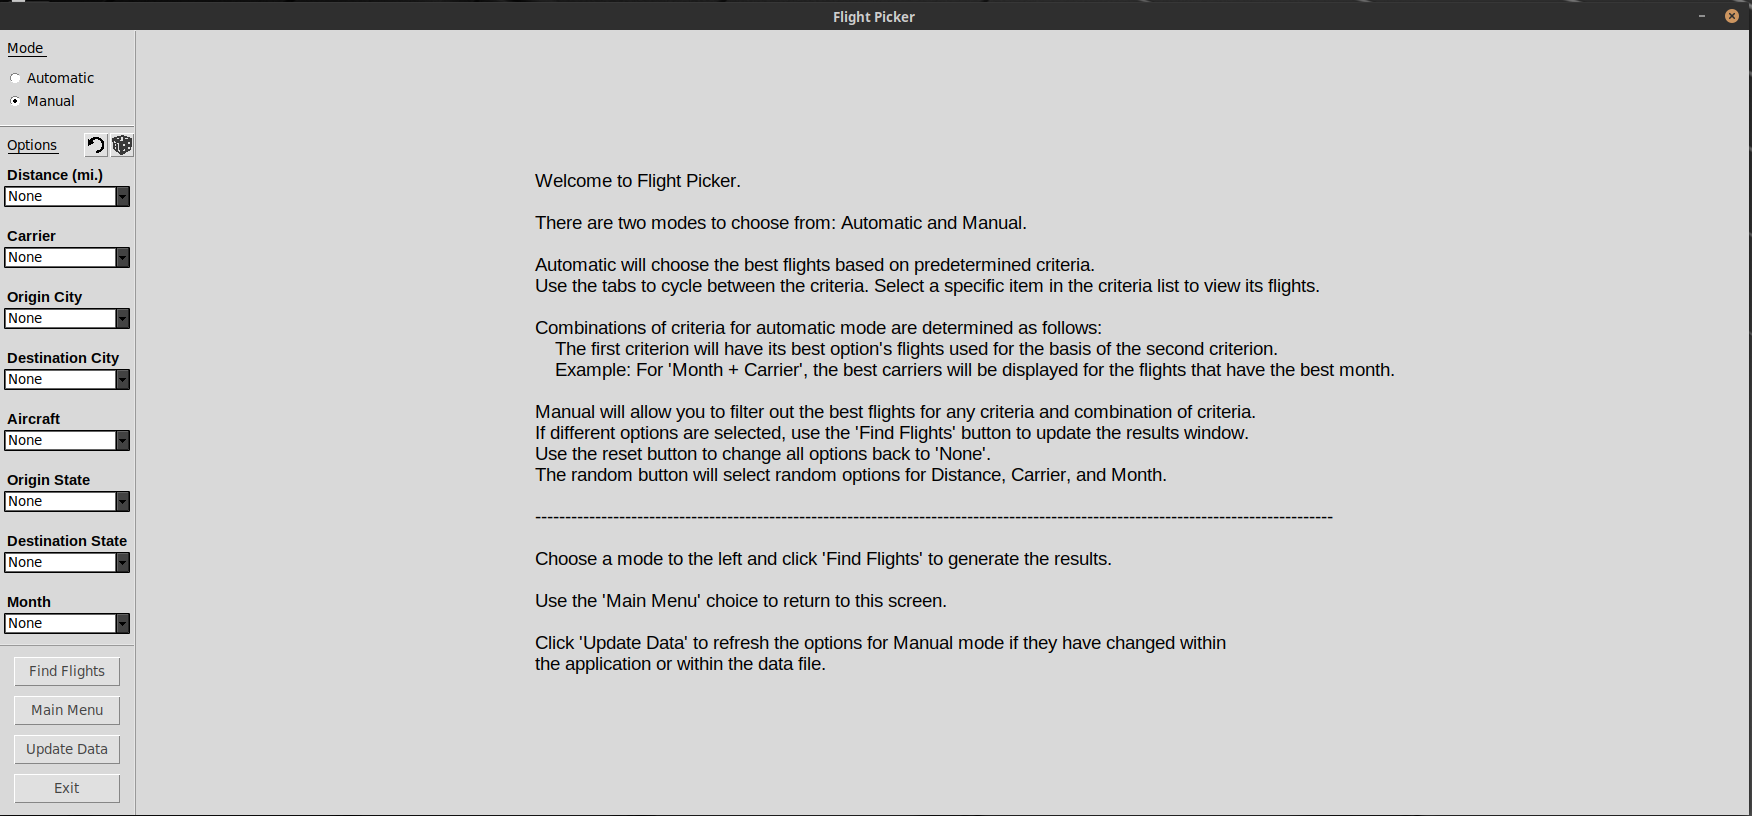 Flight Picker
Mode
Automatic
Manual
Options
Distance (mi.)
None
Carrier
None
Origin City
None
Destination City
None
Aircraft
None
Origin State
None
Destination State
None
Month
None
Find Flights
Main Menu
Update Data
Exit
Welcome to Flight Picker.
There are two modes to choose from: Automatic and Manual.
Automatic will choose the best flights based on predetermined criteria.
Use the tabs to cycle between the criteria. Select a specific item in the criteria list to view its flights.
Combinations of criteria for automatic mode are determined as follows:
The first criterion will have its best option's flights used for the basis of the second criterion.
Example: For 'Month + Carrier', the best carriers will be displayed for the flights that have the best month.
Manual will allow you to filter out the best flights for any criteria and combination of criteria.
If different options are selected, use the 'Find Flights' button to update the results window.
Use the reset button to change all options back to 'None'.
The random button will select random options for Distance, Carrier, and Month.
-------------------------------------------------------------------------------------------------------------------------------------
Choose a mode to the left and click 'Find Flights' to generate the results.
Use the 'Main Menu' choice to return to this screen.
Click 'Update Data' to refresh the options for Manual mode if they have changed within
the application or within the data file.